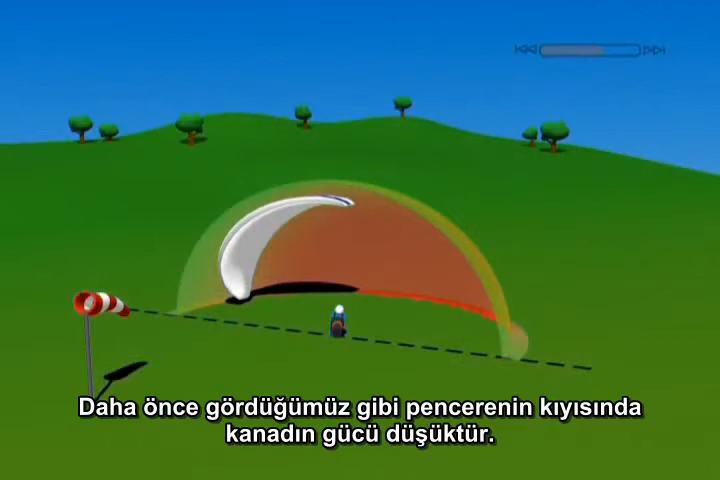 Daha önce gördüğümüz gibi pencerenin kıyısında
kanadın gücü düşüktür.